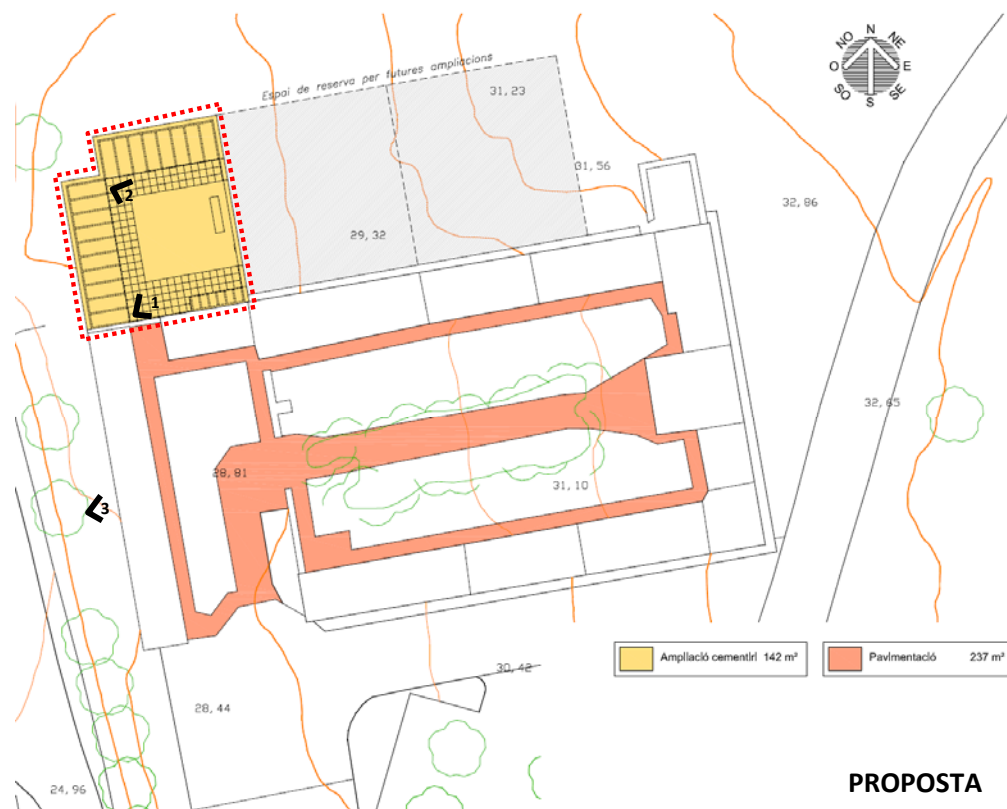 N
NO
NE
O
E
SO
SE
S
Espai de reserva per futures ampliacions
31,23
31,56
32,86
29,32
2
1
32,65
28,81
31,10
3
Ampliació cementiri 142 m²
Pavimentació 237 m²
30,42
28,44
24,96
PROPOSTA